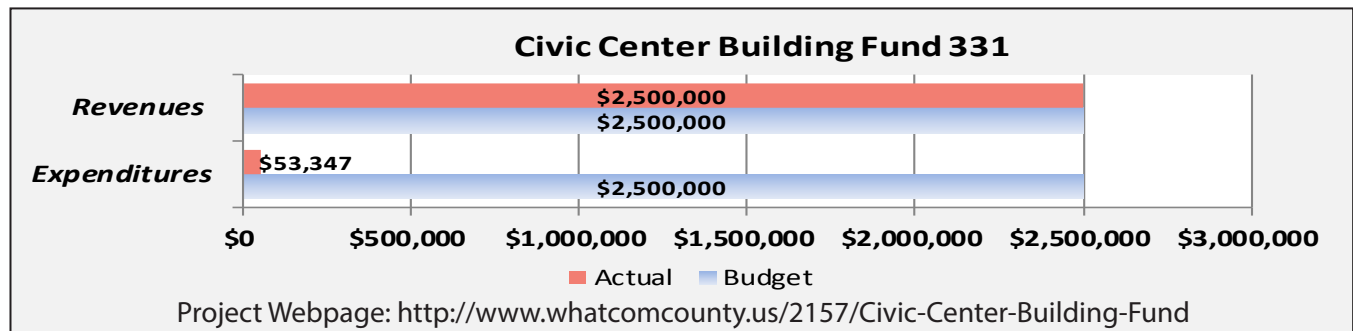 Civic Center Building Fund 331
Revenues
$2,500,000
$2,500,000
Expenditures
$53,347
$2,500,000
$0 $500,000 $1,000,000 $1,500,000 $2,000,000 $2,500,000 $3,000,000
Actual Budget
Project Webpage: http://www.whatcomcounty.us/2157/Civic-Center-Building-Fund